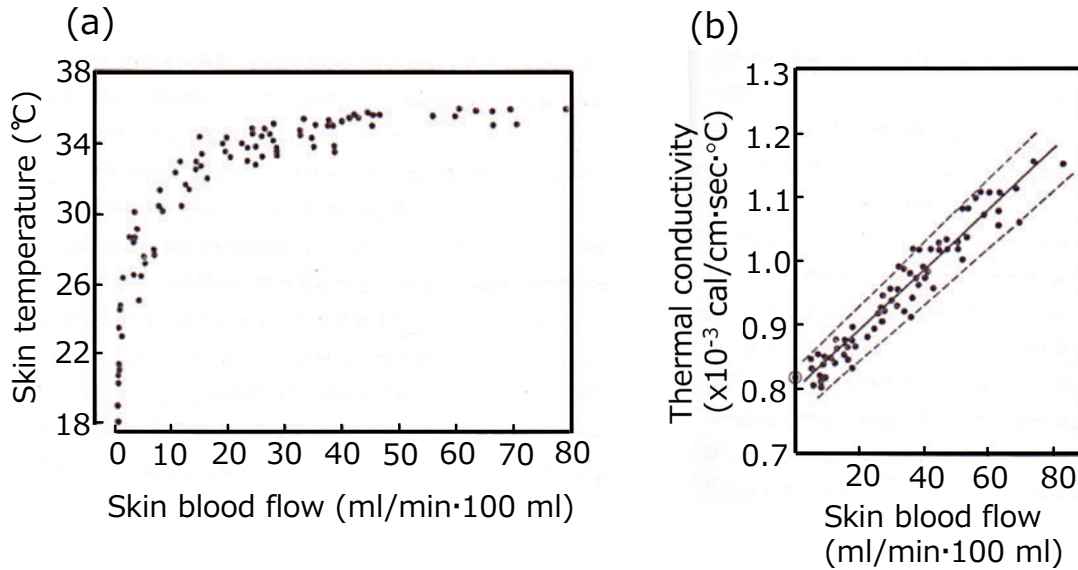 (a)
Skin temperature (℃)
38
34
30
26
22
18
0 10 20 30 40 50 60 70 80
Skin blood flow (ml/min·100 ml)
(b)
Thermal conductivity
(x10⁻³ cal/cm·sec·°C)
1.3
1.2
1.1
1.0
0.9
0.8
0.7
20 40 60 80
Skin blood flow
(ml/min·100 ml)